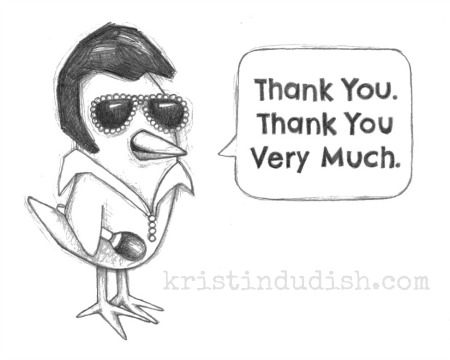 Thank You.
Thank You
Very Much.
kristindudish.com